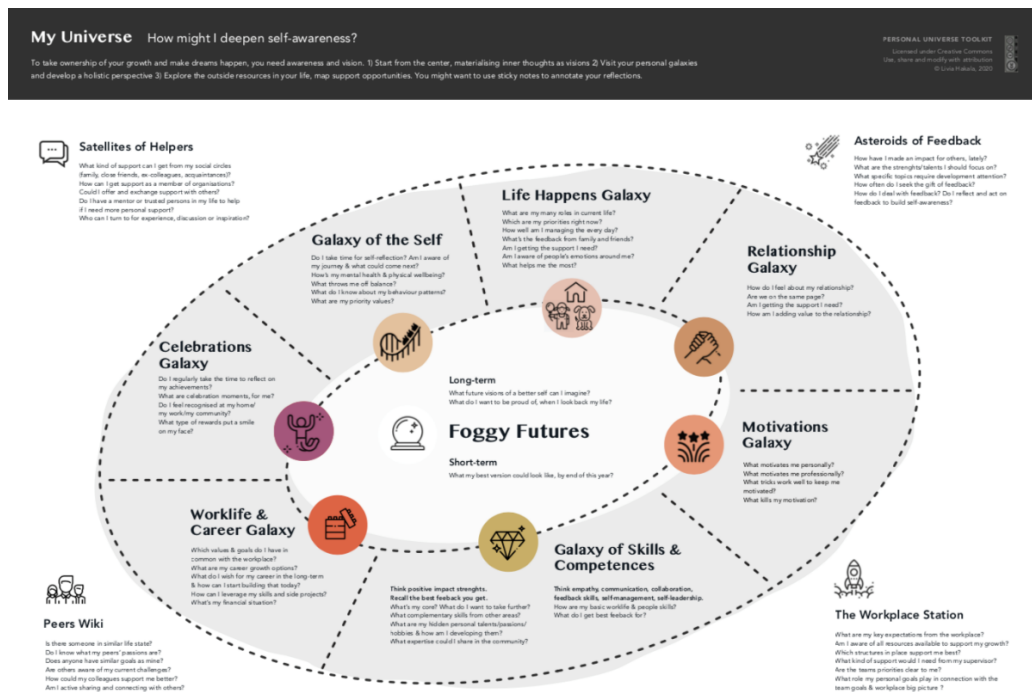 My Universe How might I deepen self-awareness?
To take ownership of your growth and make dreams happen, you need awareness and vision. 1) Start from the center, materialising inner thoughts as visions 2) Visit your personal galaxies
and develop a holistic perspective 3) Explore the outside resources in your life, map support opportunities. You might want to use sticky notes to annotate your reflections.
PERSONAL UNIVERSE TOOLKIT
Licensed under Creative Commons
Use, share and modify with attribution
© Livia Hakala, 2020
Satellites of Helpers
What kind of support can I get from my social circles
(family, close friends, ex-colleagues, acquaintances)?
How can I get support as a member of organisations?
Could I offer and exchange support with others?
Do I have a mentor or trusted persons in my life to help
if I need more personal support?
Who can I turn to for experience, discussion or inspiration?
Asteroids of Feedback
How have I made an impact for others, lately?
What are the strenghts/talents I should focus on?
What specific topics require development attention?
How often do I seek the gift of feedback?
How do I deal with feedback? Do I reflect and act on
feedback to build self-awareness?
Life Happens Galaxy
What are my many roles in current life?
Which are my priorities right now?
How well am I managing the every day?
What's the feedback from family and friends?
Am I getting the support I need?
Am I aware of people's emotions around me?
What helps me the most?
Galaxy of the Self
Do I take time for self-reflection? Am I aware of
my journey & what could come next?
How's my mental health & physical wellbeing?
What throws me off balance?
What do I know about my behaviour patterns?
What are my priority values?
Relationship
Galaxy
How do I feel about my relationship?
Are we on the same page?
Am I getting the support I need?
How am I adding value to the relationship?
Celebrations
Galaxy
Do I regularly take the time to reflect on
my achievements?
What are celebration moments, for me?
Do I feel recognised at my home/
my work/my community?
What type of rewards put a smile
on my face?
Long-term
What future visions of a better self can I imagine?
What do I want to be proud of, when I look back my life?
Foggy Futures
Short-term
What my best version could look like, by end of this year?
Motivations
Galaxy
What motivates me personally?
What motivates me professionally?
What tricks work well to keep me
motivated?
What kills my motivation?
Worklife &
Career Galaxy
Which values & goals do I have in
common with the workplace?
What are my career growth options?
What do I wish for my career in the long-term
& how can I start building that today?
How can I leverage my skills and side projects?
What's my financial situation?
Galaxy of Skills &
Competences
Think positive impact strenghts.
Recall the best feeback you get.
What's my core? What do I want to take further?
What complementary skills from other areas?
What are my hidden personal talents/passions/
hobbies & how am I developing them?
What expertise could I share in the community?
Think empathy, communication, collaboration,
feedback skills, self-management, self-leadership.
How are my basic worklife & people skills?
What do I get best feeback for?
Peers Wiki
Is there someone in similar life state?
Do I know what my peers' passions are?
Does anyone have similar goals as mine?
Are others aware of my current challenges?
How could my colleagues support me better?
Am I active sharing and connecting with others?
The Workplace Station
What are my key expectations from the workplace?
Am I aware of all resources available to support my growth?
Which structures in place support me best?
What kind of support would I need from my supervisor?
Are the teams priorities clear to me?
What role my personal goals play in connection with the
team goals & workplace big picture ?